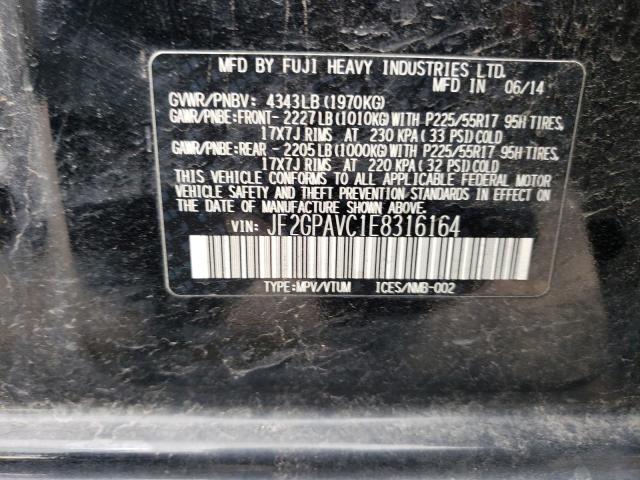 MFD BY FUJI HEAVY INDUSTRIES LTD.
MFD IN 06/14
GVWR/PNBV: 4343LB(1970KG)
GAWR/PNBE:FRONT- 2227LB(1010KG)WITH P225/55R17 95H TIRES,
17X7J RIMS AT 230 KPA(33 PSI)COLD
GAWR/PNBE:REAR - 2205LB(1000KG)WITH P225/55R17 95H TIRES,
17X7J RIMS AT 220 KPA(32 PSI)COLD
THIS VEHICLE CONFORMS TO ALL APPLICABLE FEDERAL MOTOR
VEHICLE SAFETY AND THEFT PREVENTION STANDARDS IN EFFECT ON
THE DATE OF MANUFACTURE SHOWN ABOVE.
VIN: JF2GPAVC1E8316164
TYPE:MPV/VTUM ICES/NMB-002